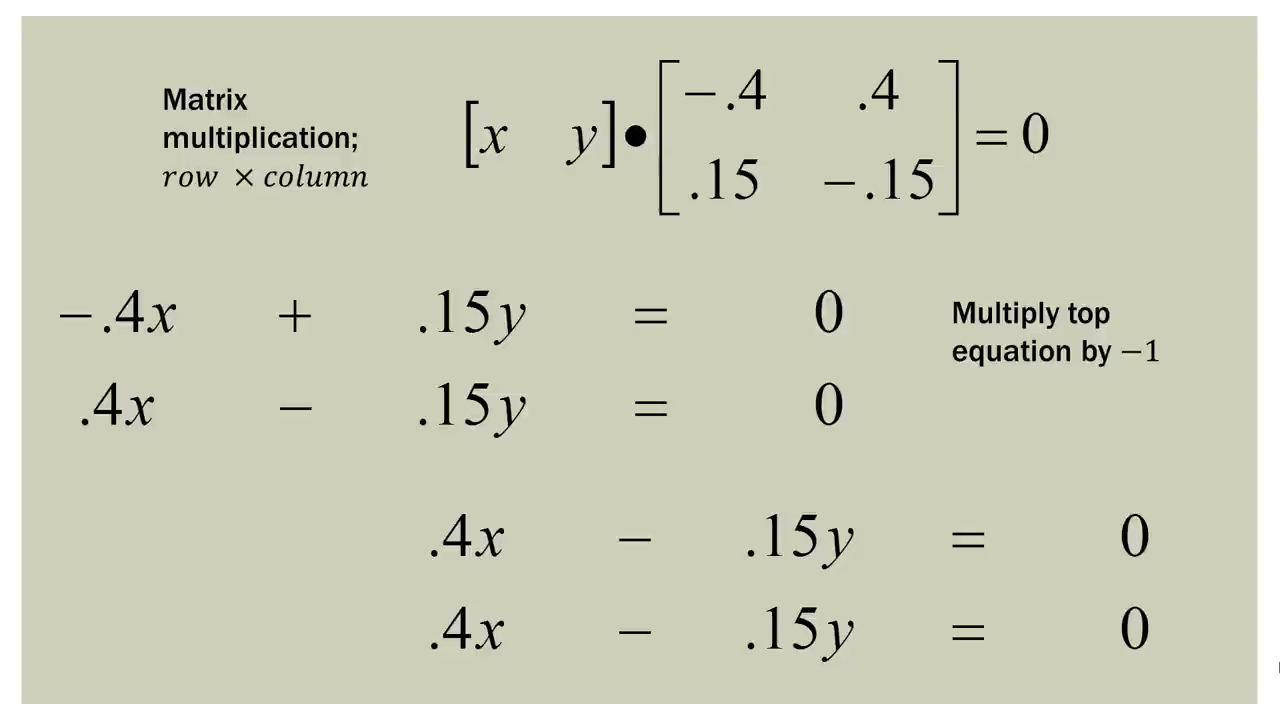 Matrix
multiplication;
row × column
[x y]•[−.4 .4
.15 −.15] = 0
−.4x + .15y = 0
.4x − .15y = 0
Multiply top
equation by −1
.4x − .15y = 0
.4x − .15y = 0